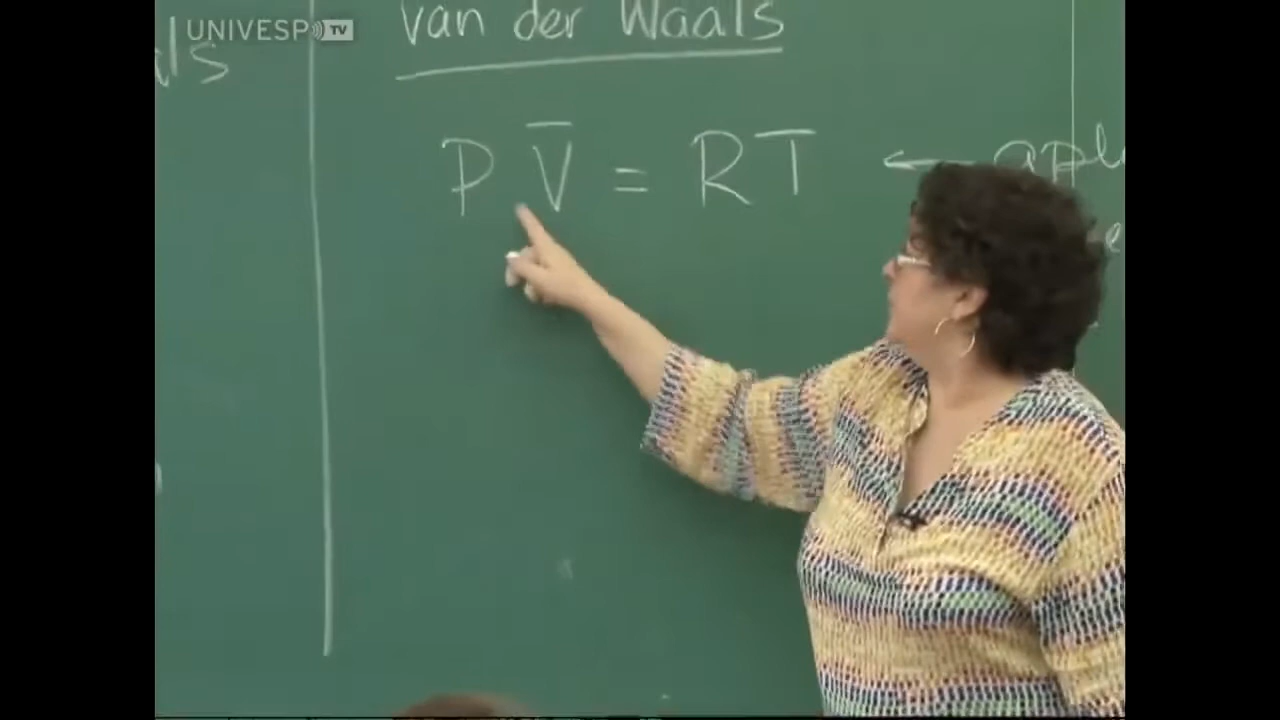 UNIVESP TV
van der Waals
P V̅ = RT ←